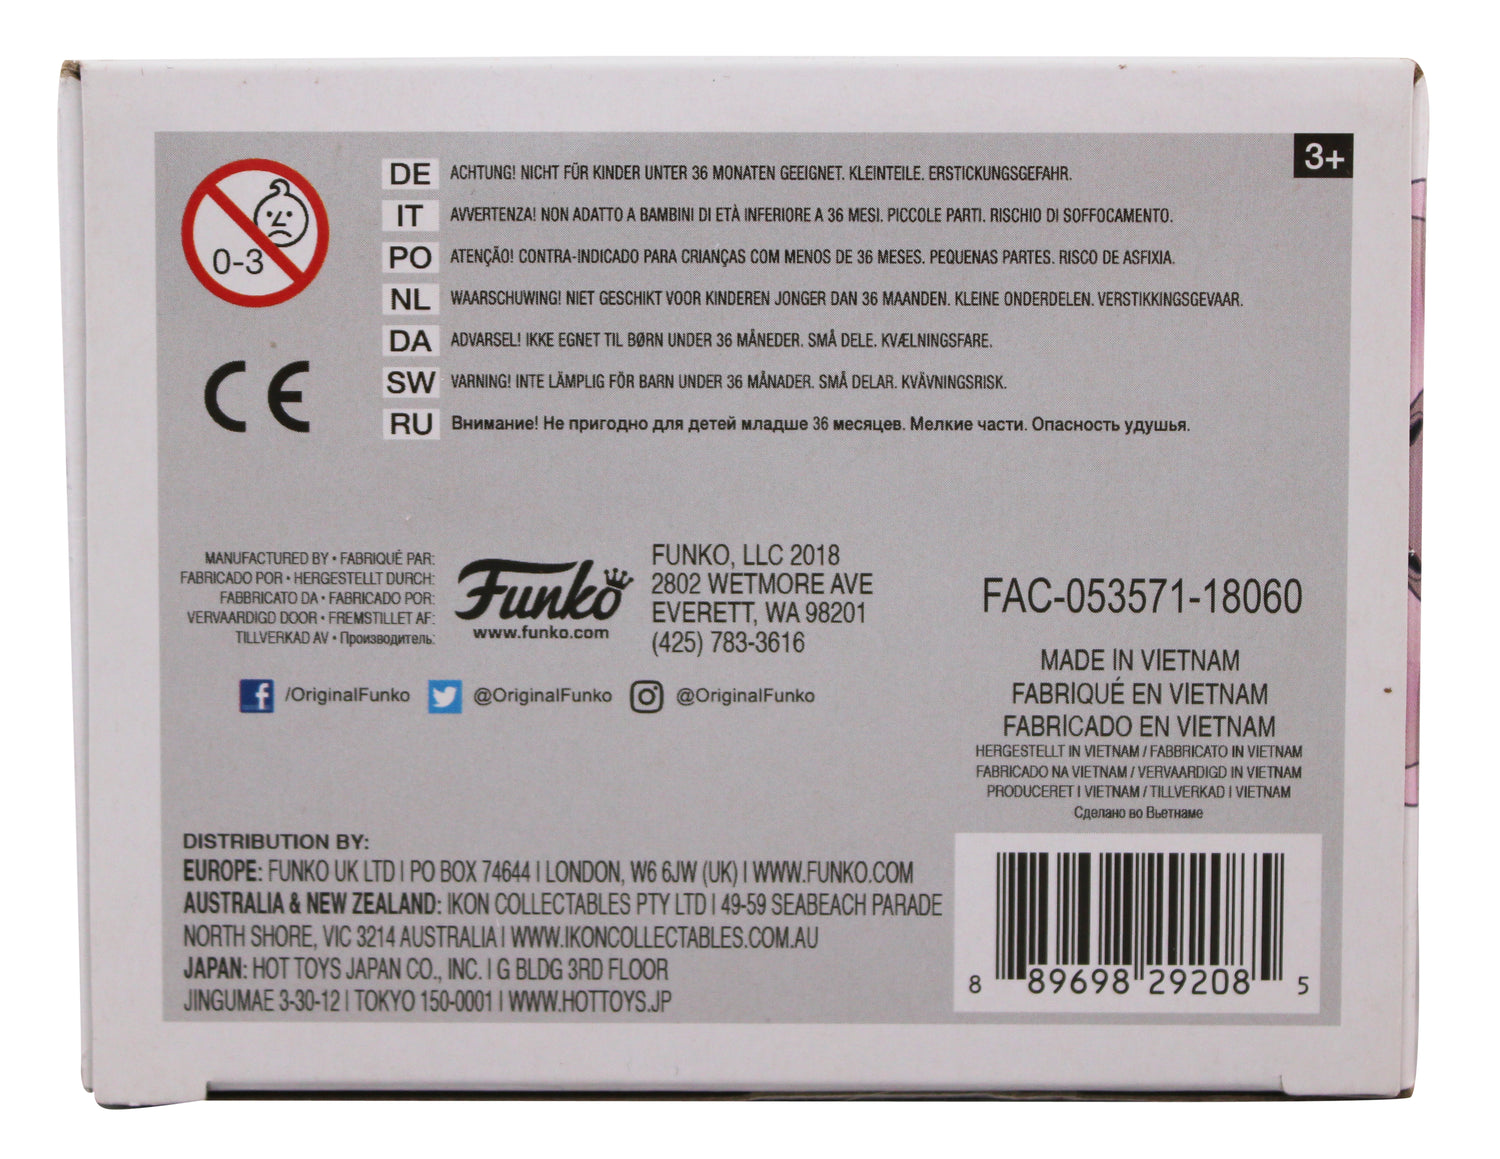 3+
0-3
DE ACHTUNG! NICHT FÜR KINDER UNTER 36 MONATEN GEEIGNET. KLEINTEILE. ERSTICKUNGSGEFAHR.
IT AVVERTENZA! NON ADATTO A BAMBINI DI ETÀ INFERIORE A 36 MESI. PICCOLE PARTI. RISCHIO DI SOFFOCAMENTO.
PO ATENÇÃO! CONTRA-INDICADO PARA CRIANÇAS COM MENOS DE 36 MESES. PEQUENAS PARTES. RISCO DE ASFIXIA.
NL WAARSCHUWING! NIET GESCHIKT VOOR KINDEREN JONGER DAN 36 MAANDEN. KLEINE ONDERDELEN. VERSTIKKINGSGEVAAR.
DA ADVARSEL! IKKE EGNET TIL BØRN UNDER 36 MÅNEDER. SMÅ DELE. KVÆLNINGSFARE.
SW VARNING! INTE LÄMPLIG FÖR BARN UNDER 36 MÅNADER. SMÅ DELAR. KVÄVNINGSRISK.
RU Внимание! Не пригодно для детей младше 36 месяцев. Мелкие части. Опасность удушья.
CE
MANUFACTURED BY • FABRIQUÉ PAR:
FABRICADO POR • HERGESTELLT DURCH:
FABBRICATO DA • FABRICADO POR:
VERVAARDIGD DOOR • FREMSTILLET AF:
TILLVERKAD AV • Производитель:
Funko
www.funko.com
FUNKO, LLC 2018
2802 WETMORE AVE
EVERETT, WA 98201
(425) 783-3616
/OriginalFunko @OriginalFunko @OriginalFunko
FAC-053571-18060
MADE IN VIETNAM
FABRIQUÉ EN VIETNAM
FABRICADO EN VIETNAM
HERGESTELLT IN VIETNAM / FABBRICATO IN VIETNAM
FABRICADO NA VIETNAM / VERVAARDIGD IN VIETNAM
PRODUCERET I VIETNAM / TILLVERKAD I VIETNAM
Сделано во Вьетнаме
DISTRIBUTION BY:
EUROPE: FUNKO UK LTD | PO BOX 74644 | LONDON, W6 6JW (UK) | WWW.FUNKO.COM
AUSTRALIA & NEW ZEALAND: IKON COLLECTABLES PTY LTD | 49-59 SEABEACH PARADE
NORTH SHORE, VIC 3214 AUSTRALIA | WWW.IKONCOLLECTABLES.COM.AU
JAPAN: HOT TOYS JAPAN CO., INC. | G BLDG 3RD FLOOR
JINGUMAE 3-30-12 | TOKYO 150-0001 | WWW.HOTTOYS.JP
8 89698 29208 5